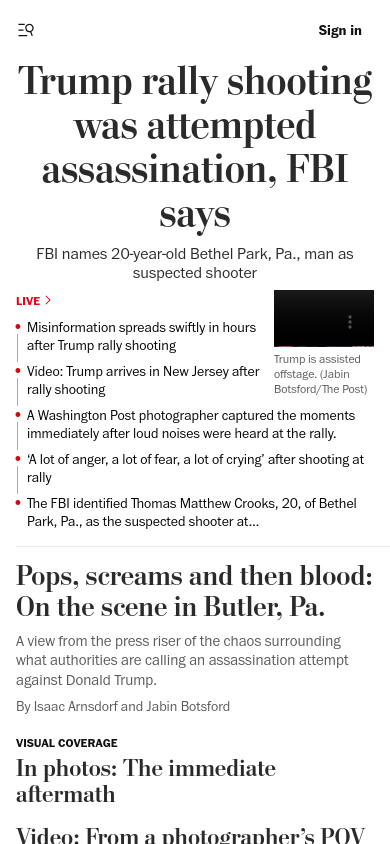 Sign in
Trump rally shooting
was attempted
assassination, FBI
says
FBI names 20-year-old Bethel Park, Pa., man as
suspected shooter
LIVE
Misinformation spreads swiftly in hours
after Trump rally shooting
Video: Trump arrives in New Jersey after
rally shooting
A Washington Post photographer captured the moments
immediately after loud noises were heard at the rally.
‘A lot of anger, a lot of fear, a lot of crying’ after shooting at
rally
The FBI identified Thomas Matthew Crooks, 20, of Bethel
Park, Pa., as the suspected shooter at...
Trump is assisted
offstage. (Jabin
Botsford/The Post)
Pops, screams and then blood:
On the scene in Butler, Pa.
A view from the press riser of the chaos surrounding
what authorities are calling an assassination attempt
against Donald Trump.
By Isaac Arnsdorf and Jabin Botsford
VISUAL COVERAGE
In photos: The immediate
aftermath
Video: From a photographer’s POV